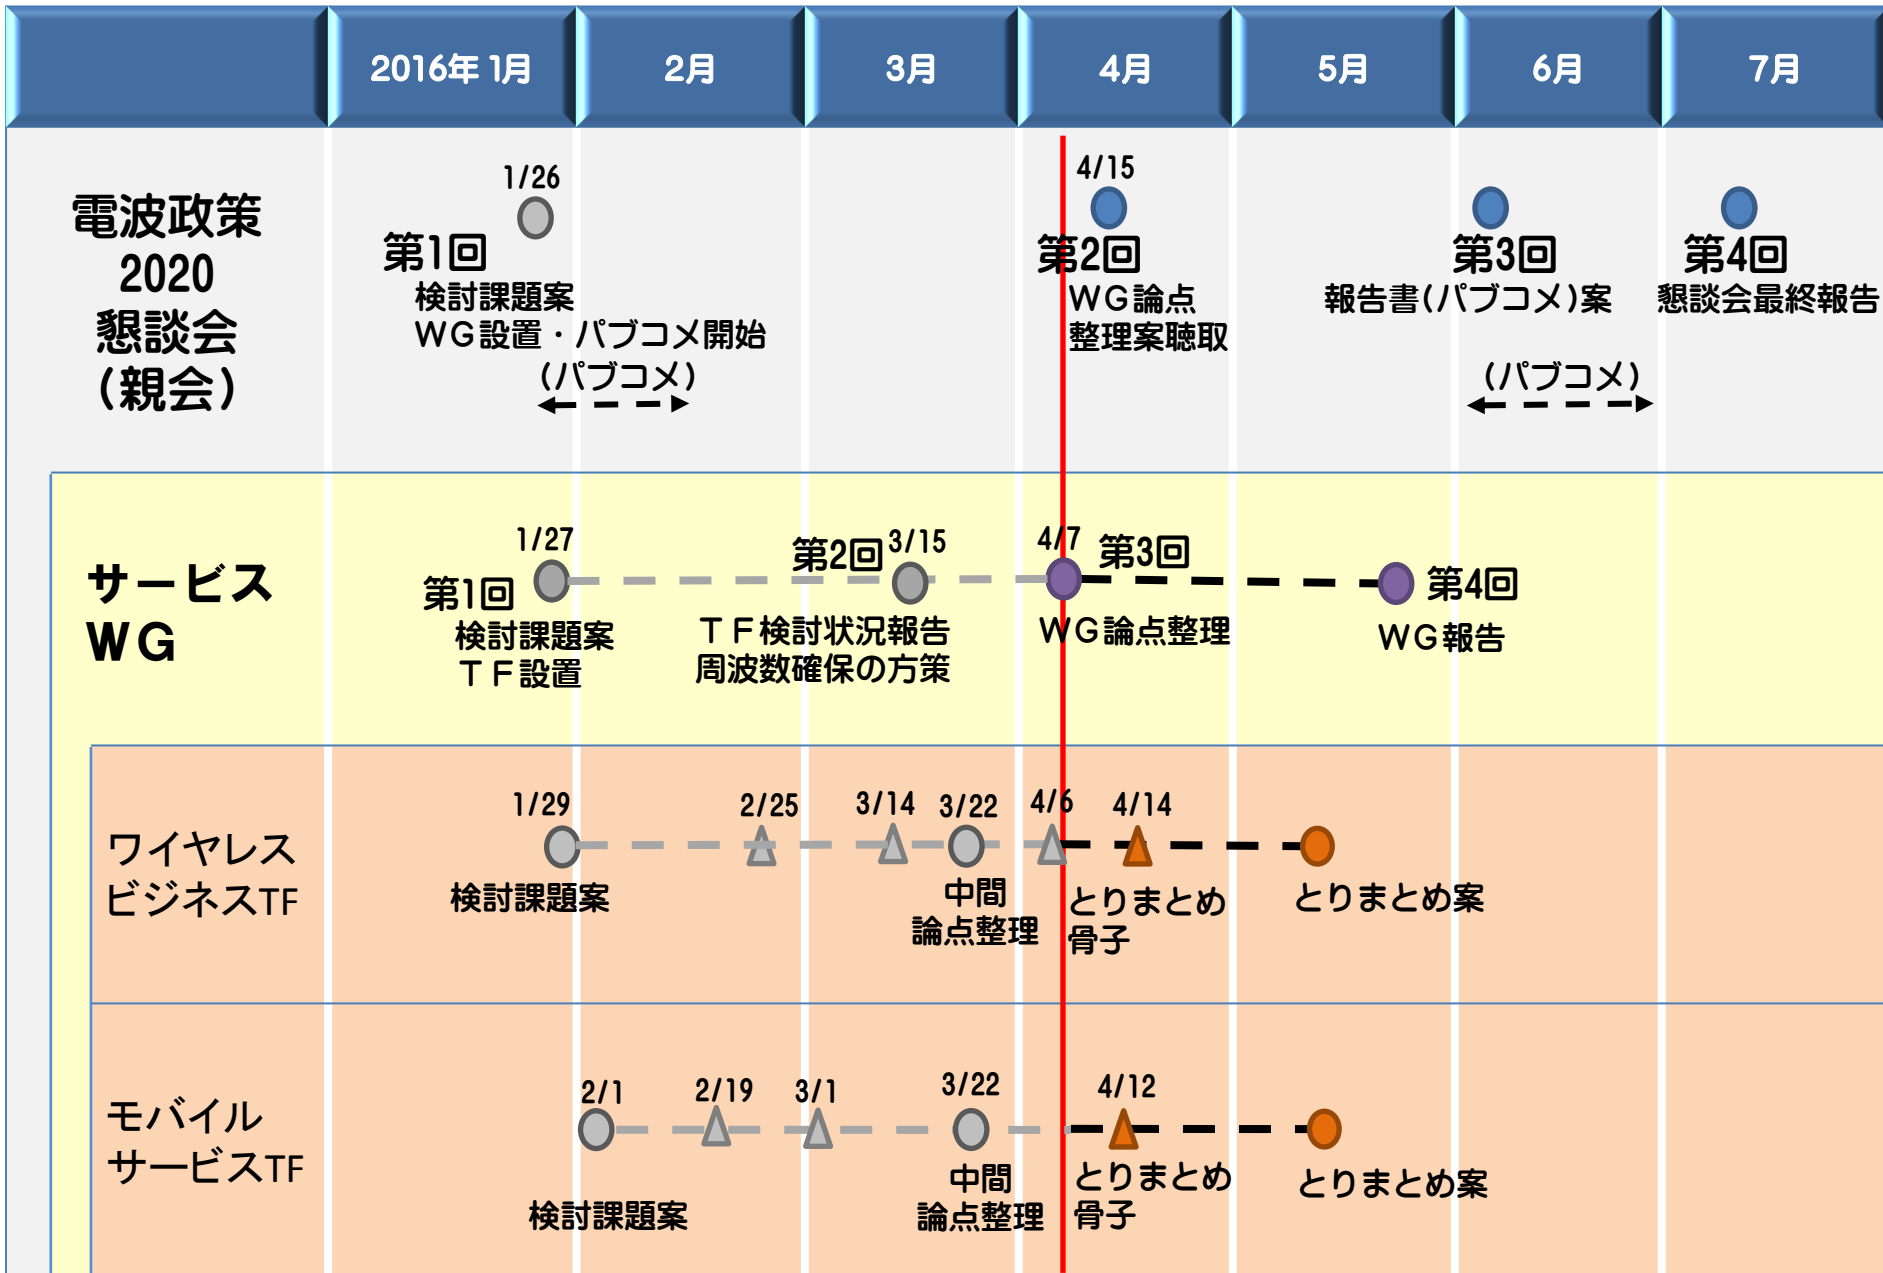 2016年 1月
2月
3月
4月
5月
6月
7月
電波政策
2020
懇談会
(親会)
1/26
第1回
検討課題案
WG設置・パブコメ開始
(パブコメ)
4/15
第2回
WG論点
整理案聴取
第3回
報告書(パブコメ)案
(パブコメ)
第4回
懇談会最終報告
サービス
WG
1/27
第1回
検討課題案
TF設置
第2回
3/15
TF検討状況報告
周波数確保の方策
4/7
第3回
WG論点整理
第4回
WG報告
ワイヤレス
ビジネスTF
1/29
検討課題案
2/25
3/14
3/22
中間
論点整理
4/6
4/14
とりまとめ
骨子
とりまとめ案
モバイル
サービスTF
2/1
検討課題案
2/19
3/1
3/22
中間
論点整理
4/12
とりまとめ
骨子
とりまとめ案